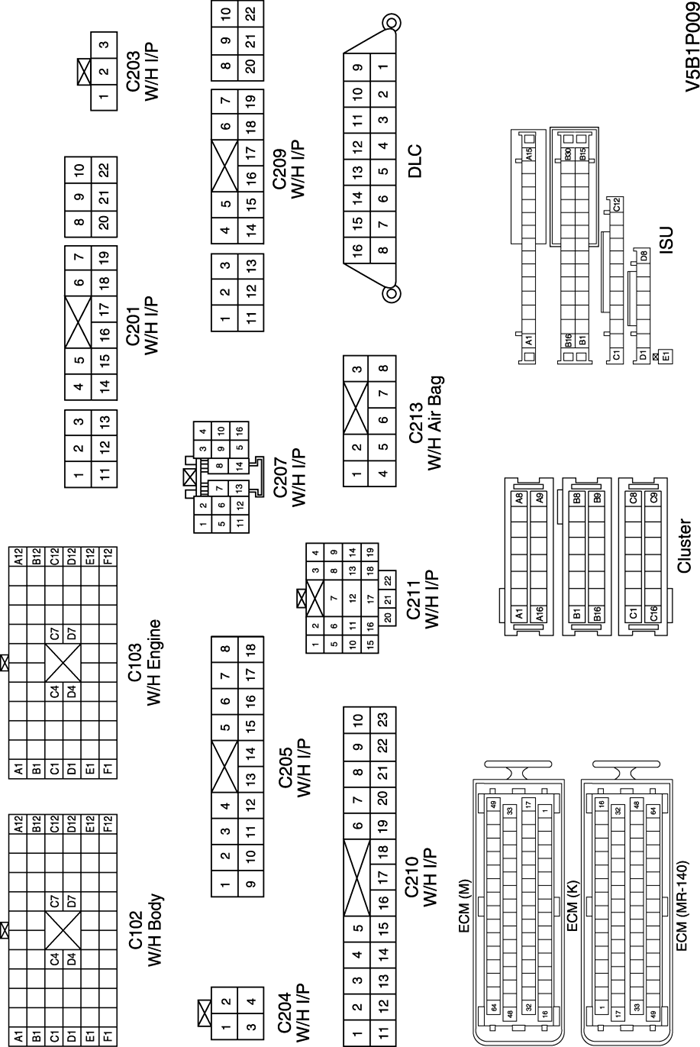 A1 A12
B1 B12
C1 C4 C7 C12
D1 D4 D7 D12
E1 E12
F1 F12
C102
W/H Body
A1 A12
B1 B12
C1 C4 C7 C12
D1 D4 D7 D12
E1 E12
F1 F12
C103
W/H Engine
1 2 3 4 5 6 7 8 9 10
11 12 13 14 15 16 17 18 19 20 21 22
C201
W/H I/P
1 2 3
C203
W/H I/P
1 2
3 4
C204
W/H I/P
1 2 3 4 5 6 7 8
9 10 11 12 13 14 15 16 17 18
C205
W/H I/P
1 2 3 4
5 6 7 8 9 10
11 12 13 14 5 16
C207
W/H I/P
1 2 3 4 5 6 7 8 9 10
11 12 13 14 15 16 17 18 19 20 21 22
C209
W/H I/P
1 2 3 4 5 6 7 8 9 10
11 12 13 14 15 16 17 18 19 20 21 22 23
C210
W/H I/P
1 2 3 4
5 6 7 8 9
10 11 12 13 14
15 16 17 18 19
20 21 22
C211
W/H I/P
1 2 3
4 5 6 7 8
C213
W/H Air Bag
16 15 14 13 12 11 10 9
8 7 6 5 4 3 2 1
DLC
ECM (M)
64 49
48 33
32 17
16 1
ECM (K)
1 16
17 32
33 48
49 64
ECM (MR-140)
A1 A8
A16 A9
B1 B8
B16 B9
C1 C8
C16 C9
Cluster
A1 A15
B16 B30
B1 B15
C1 C12
D1 D8
E1
ISU
V5B1P009